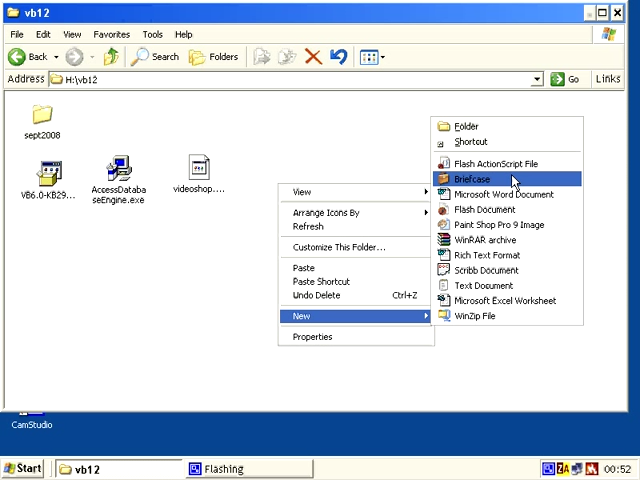 vb12
File Edit View Favorites Tools Help
Back Search Folders
Address H:\vb12 Go Links
sept2008
VB6.0-KB29...
AccessDataba
seEngine.exe
videoshop....
View
Arrange Icons By
Refresh
Customize This Folder...
Paste
Paste Shortcut
Undo Delete Ctrl+Z
New
Properties
Folder
Shortcut
Flash ActionScript File
Briefcase
Microsoft Word Document
Flash Document
Paint Shop Pro 9 Image
WinRAR archive
Rich Text Format
Scribb Document
Text Document
Microsoft Excel Worksheet
WinZip File
CamStudio
Start vb12 Flashing ZA 00:52